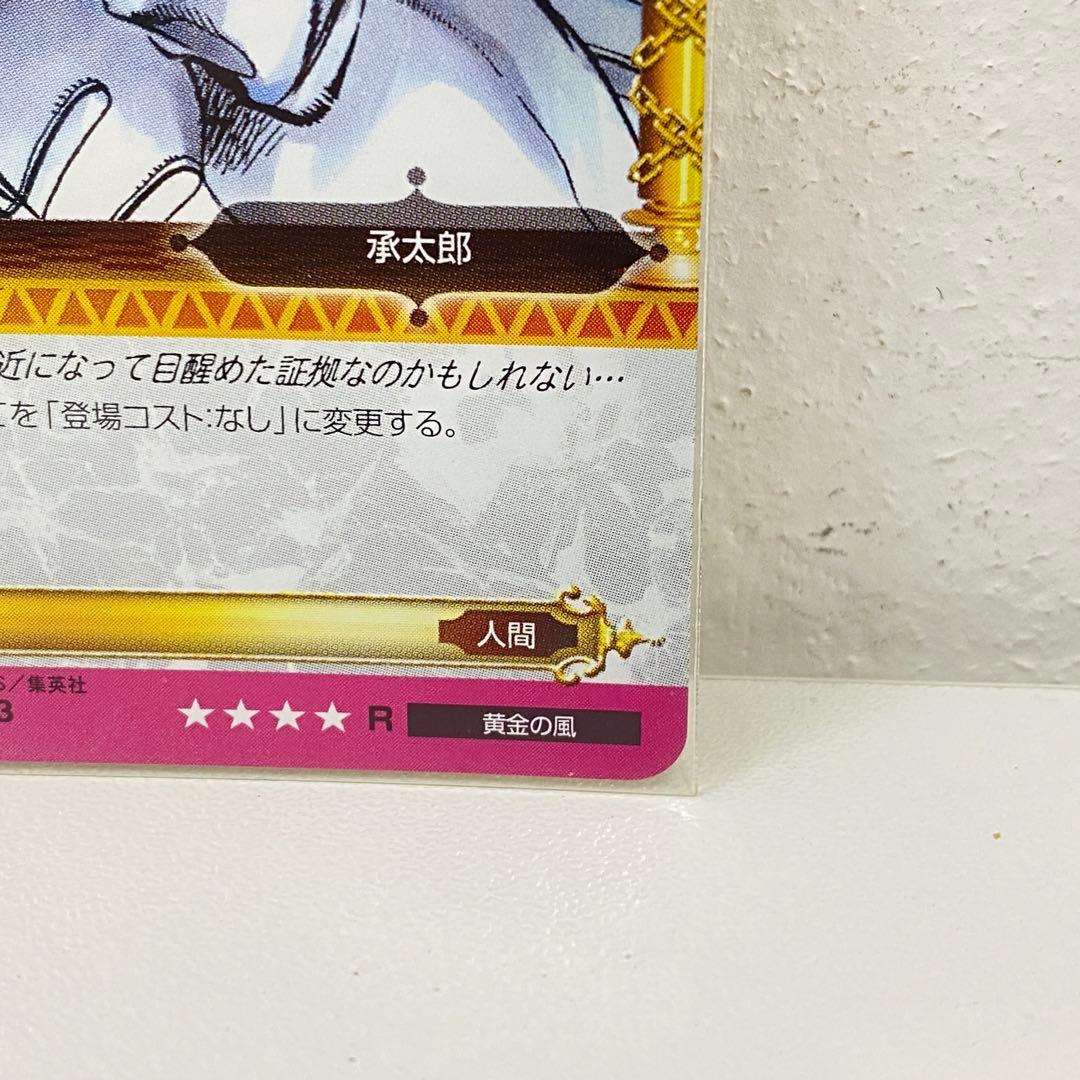 承太郎
近になって目醒めた証拠なのかもしれない…
を「登場コスト:なし」に変更する。
人間
S／集英社
3
★★★★ R 黄金の風